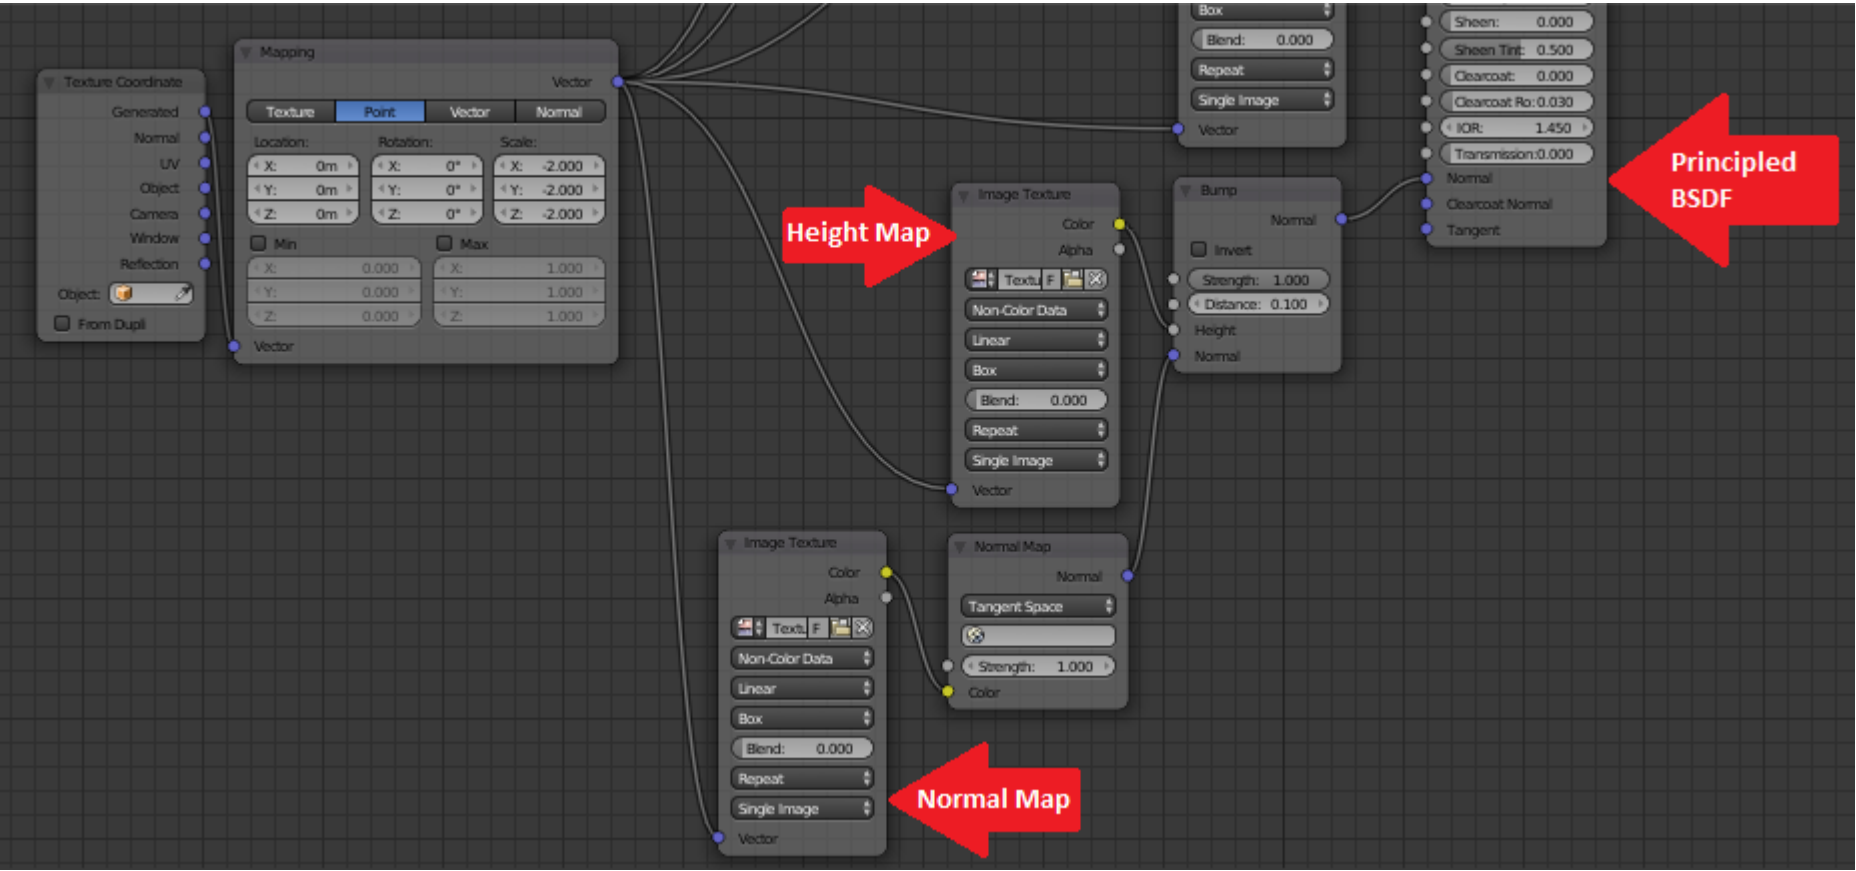 Texture Coordinate
Generated
Normal
UV
Object
Camera
Window
Reflection
Object:
From Dupli
Mapping
Vector
Texture Point Vector Normal
Location: Rotation: Scale:
X: 0m X: 0° X: -2.000
Y: 0m Y: 0° Y: -2.000
Z: 0m Z: 0° Z: -2.000
Min Max
X: 0.000 X: 1.000
Y: 0.000 Y: 1.000
Z: 0.000 Z: 1.000
Vector
Box
Blend: 0.000
Repeat
Single Image
Vector
Sheen: 0.000
Sheen Tint: 0.500
Clearcoat: 0.000
Clearcoat Ro: 0.030
IOR: 1.450
Transmission: 0.000
Normal
Clearcoat Normal
Tangent
Principled
BSDF
Height Map
Image Texture
Color
Alpha
Textu F
Non-Color Data
Linear
Box
Blend: 0.000
Repeat
Single Image
Vector
Bump
Normal
Invert
Strength: 1.000
Distance: 0.100
Height
Normal
Image Texture
Color
Alpha
Text. F
Non-Color Data
Linear
Box
Blend: 0.000
Repeat
Single Image
Vector
Normal Map
Normal
Tangent Space
Strength: 1.000
Color
Normal Map